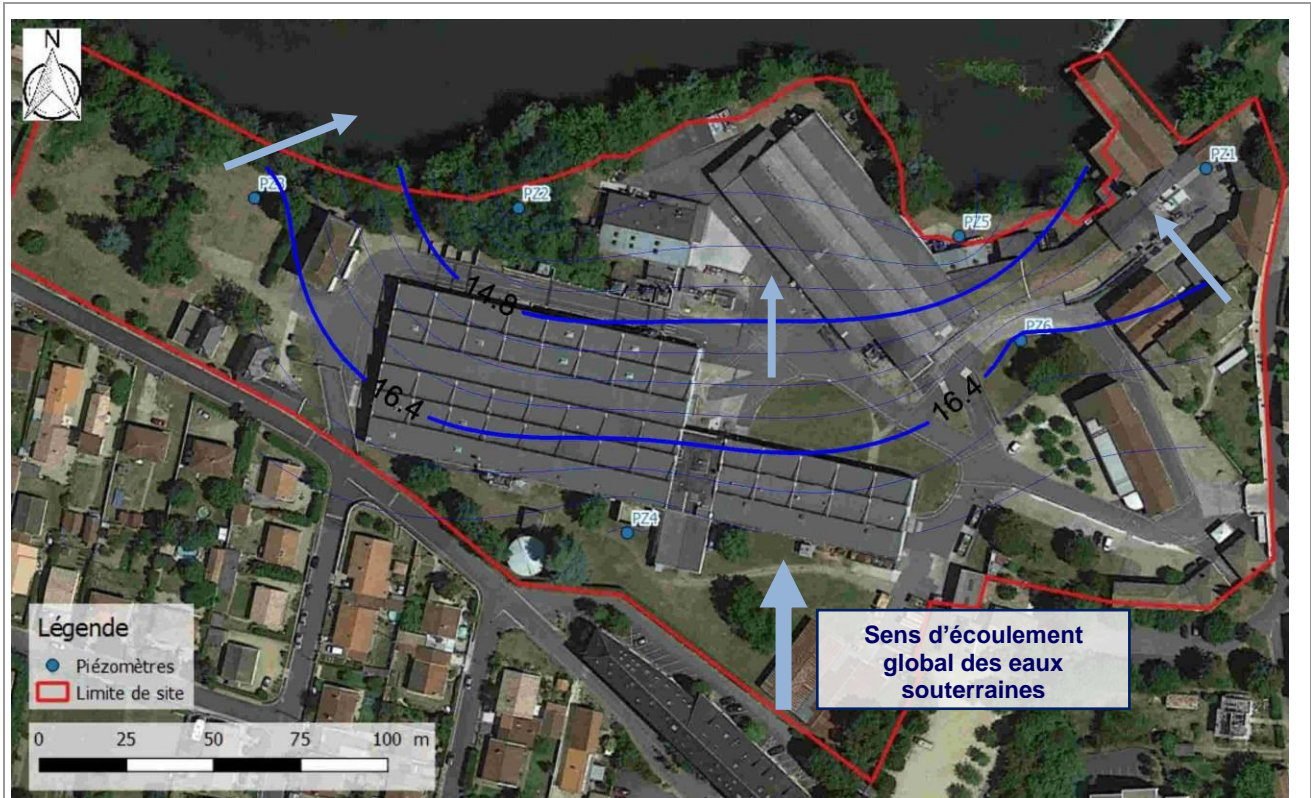 N
PZ3
PZ2
PZ1
PZ5
PZ6
14.8
16.4
16.4
PZ4
Légende
Piézomètres
Limite de site
0 25 50 75 100 m
Sens d'écoulement
global des eaux
souterraines